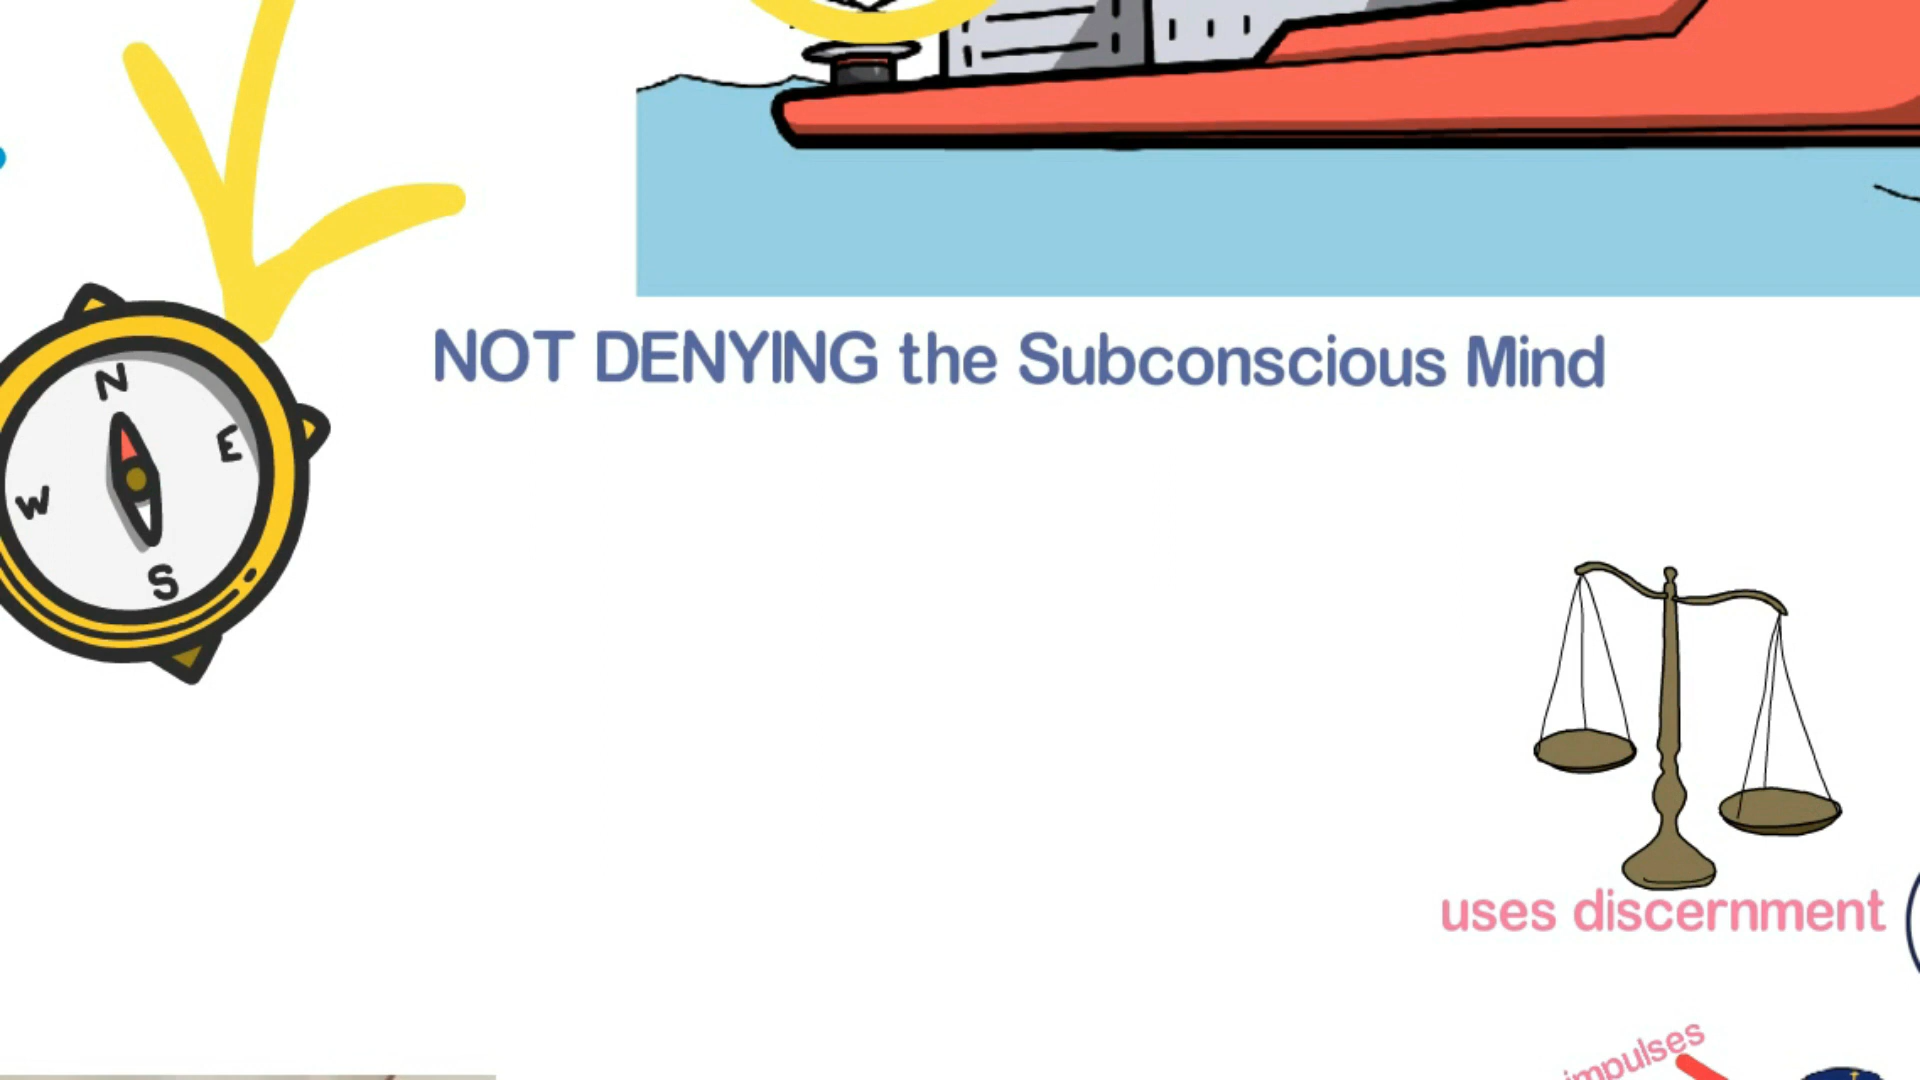 NOT DENYING the Subconscious Mind
N
E
W
S
uses discernment
impulses